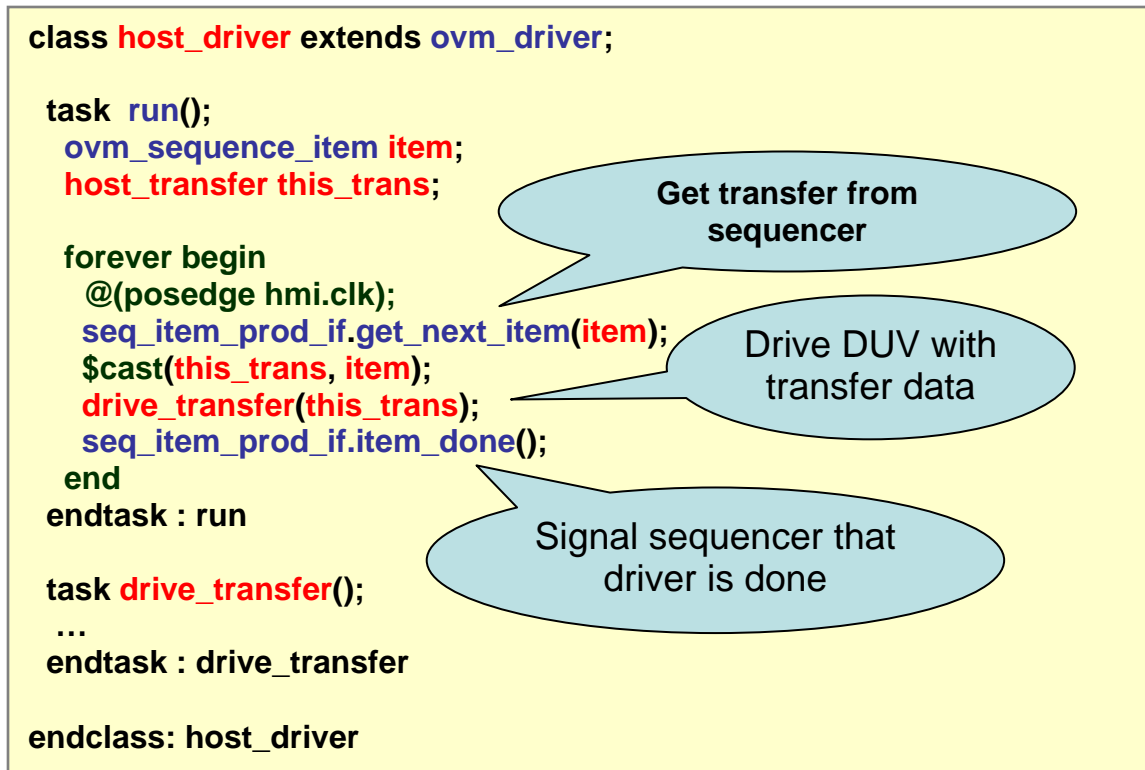 class host_driver extends ovm_driver;
task run();
ovm_sequence_item item;
host_transfer this_trans;
Get transfer from
sequencer
forever begin
@(posedge hmi.clk);
seq_item_prod_if.get_next_item(item);
$cast(this_trans, item);
Drive DUV with
transfer data
drive_transfer(this_trans);
seq_item_prod_if.item_done();
end
endtask : run
Signal sequencer that
driver is done
task drive_transfer();
…
endtask : drive_transfer
endclass: host_driver